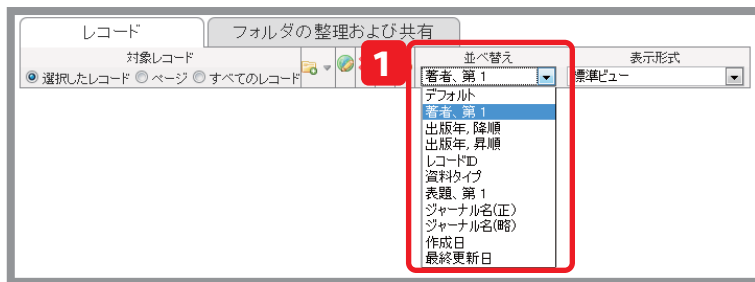 レコード
フォルダの整理および共有
対象レコード
選択したレコード ページ すべてのレコード
1
並べ替え
著者、第1
表示形式
標準ビュー
デフォルト
著者、第1
出版年, 降順
出版年, 昇順
レコードID
資料タイプ
表題、第1
ジャーナル名(正)
ジャーナル名(略)
作成日
最終更新日